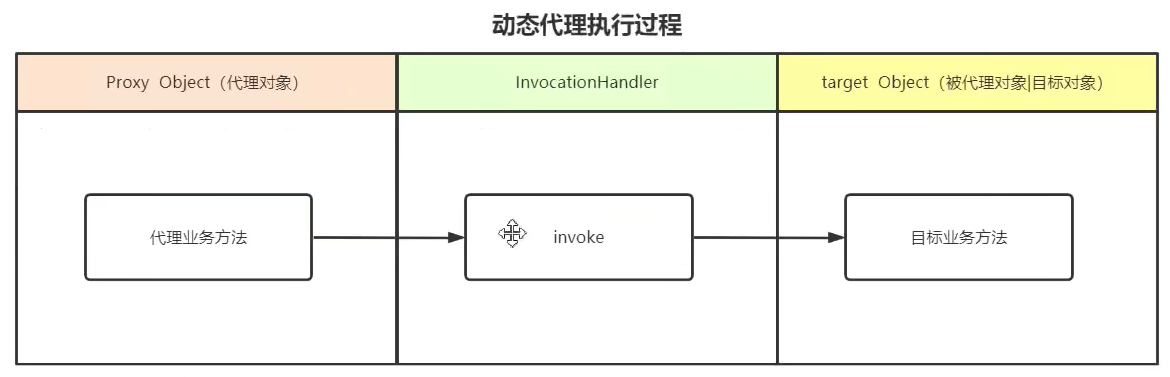 动态代理执行过程
Proxy Object（代理对象）
InvocationHandler
target Object（被代理对象|目标对象）
代理业务方法
invoke
目标业务方法